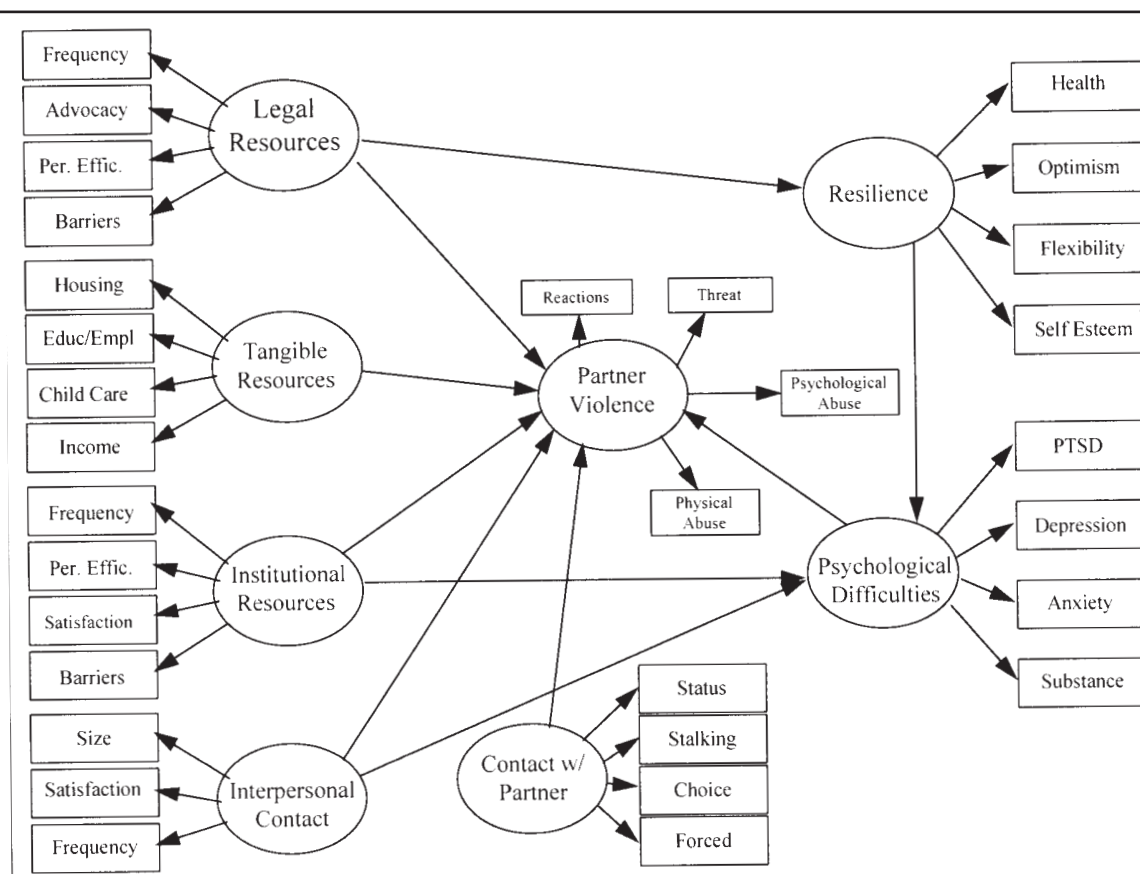 Frequency
Advocacy
Per. Effic.
Barriers
Legal
Resources
Housing
Educ/Empl
Child Care
Income
Tangible
Resources
Frequency
Per. Effic.
Satisfaction
Barriers
Institutional
Resources
Size
Satisfaction
Frequency
Interpersonal
Contact
Reactions
Threat
Partner
Violence
Psychological
Abuse
Physical
Abuse
Contact w/
Partner
Status
Stalking
Choice
Forced
Resilience
Health
Optimism
Flexibility
Self Esteem
Psychological
Difficulties
PTSD
Depression
Anxiety
Substance